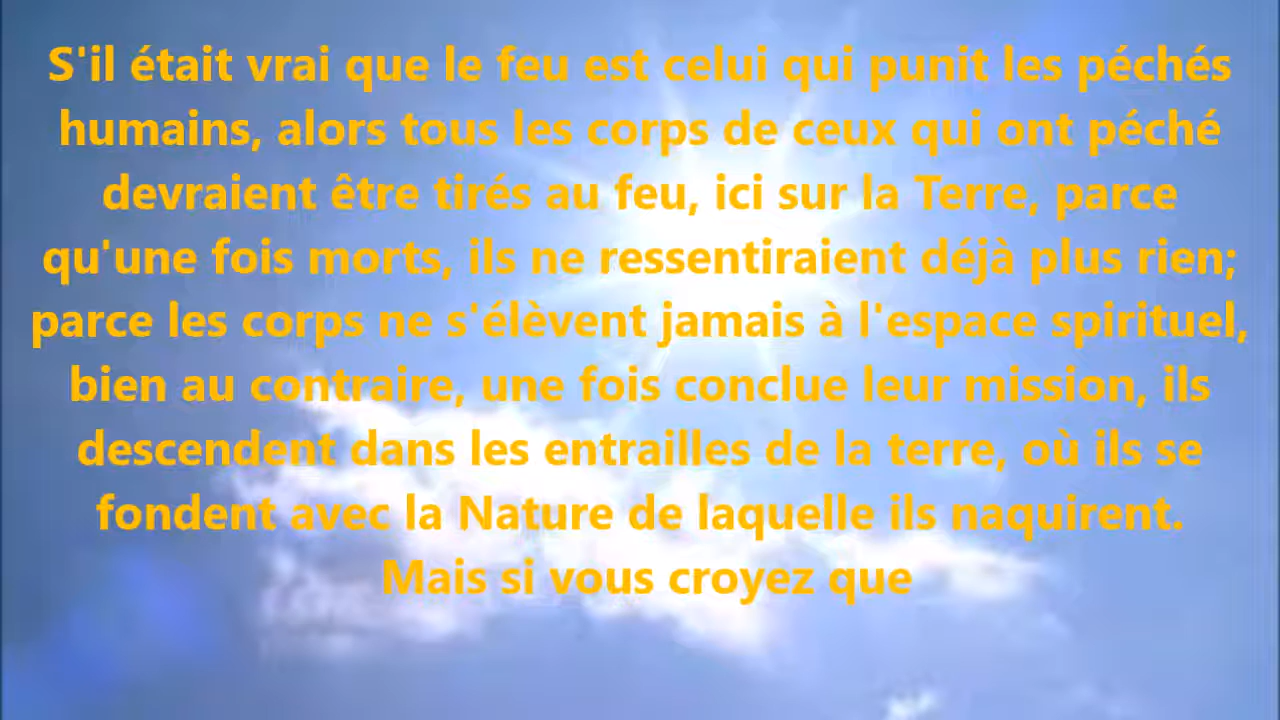 S'il était vrai que le feu est celui qui punit les péchés
humains, alors tous les corps de ceux qui ont péché
devraient être tirés au feu, ici sur la Terre, parce
qu'une fois morts, ils ne ressentiraient déjà plus rien;
parce les corps ne s'élèvent jamais à l'espace spirituel,
bien au contraire, une fois conclue leur mission, ils
descendent dans les entrailles de la terre, où ils se
fondent avec la Nature de laquelle ils naquirent.
Mais si vous croyez que